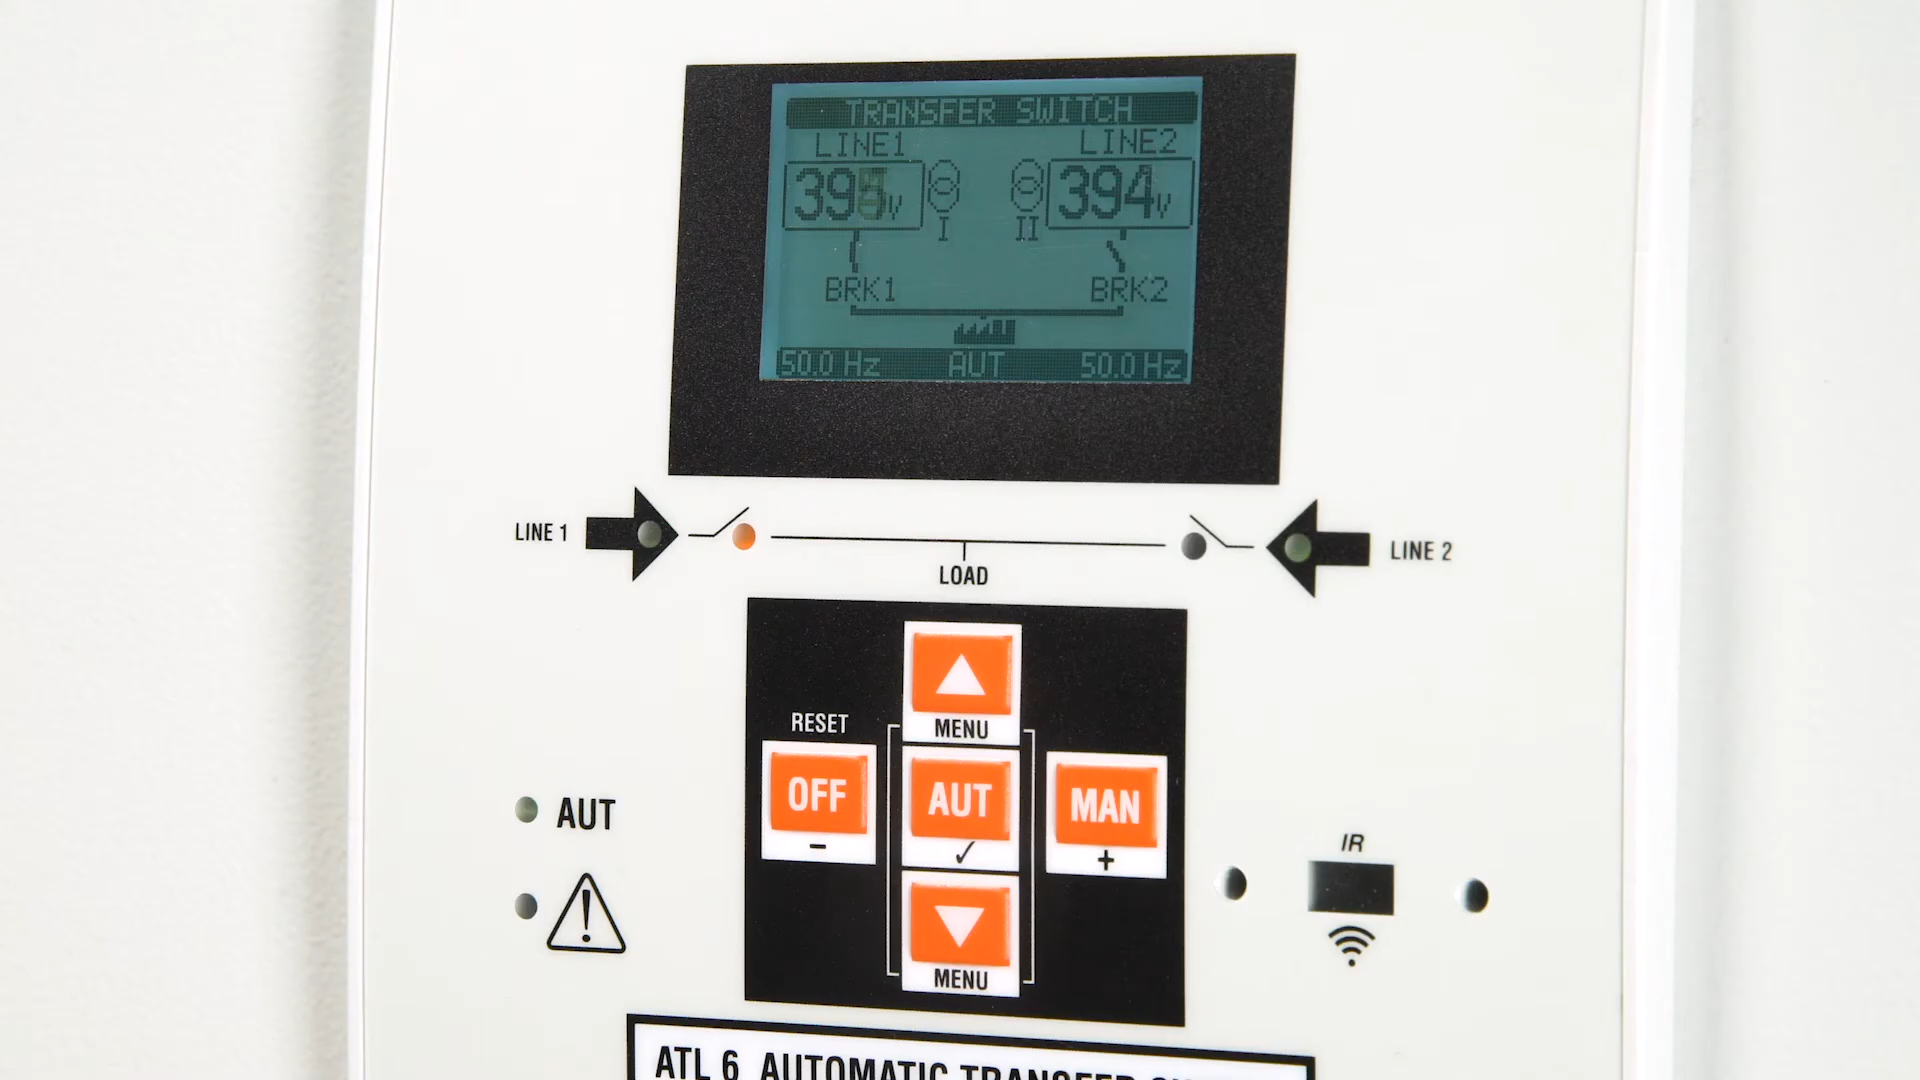 TRANSFER SWITCH
LINE1 LINE2
394V
I II
BRK1 BRK2
50.0 Hz AUT 50.0 Hz
LINE 1
LINE 2
LOAD
MENU
RESET
OFF AUT MAN
- ✓ +
MENU
AUT
IR
ATL 6 AUTOMATIC TRANSFER